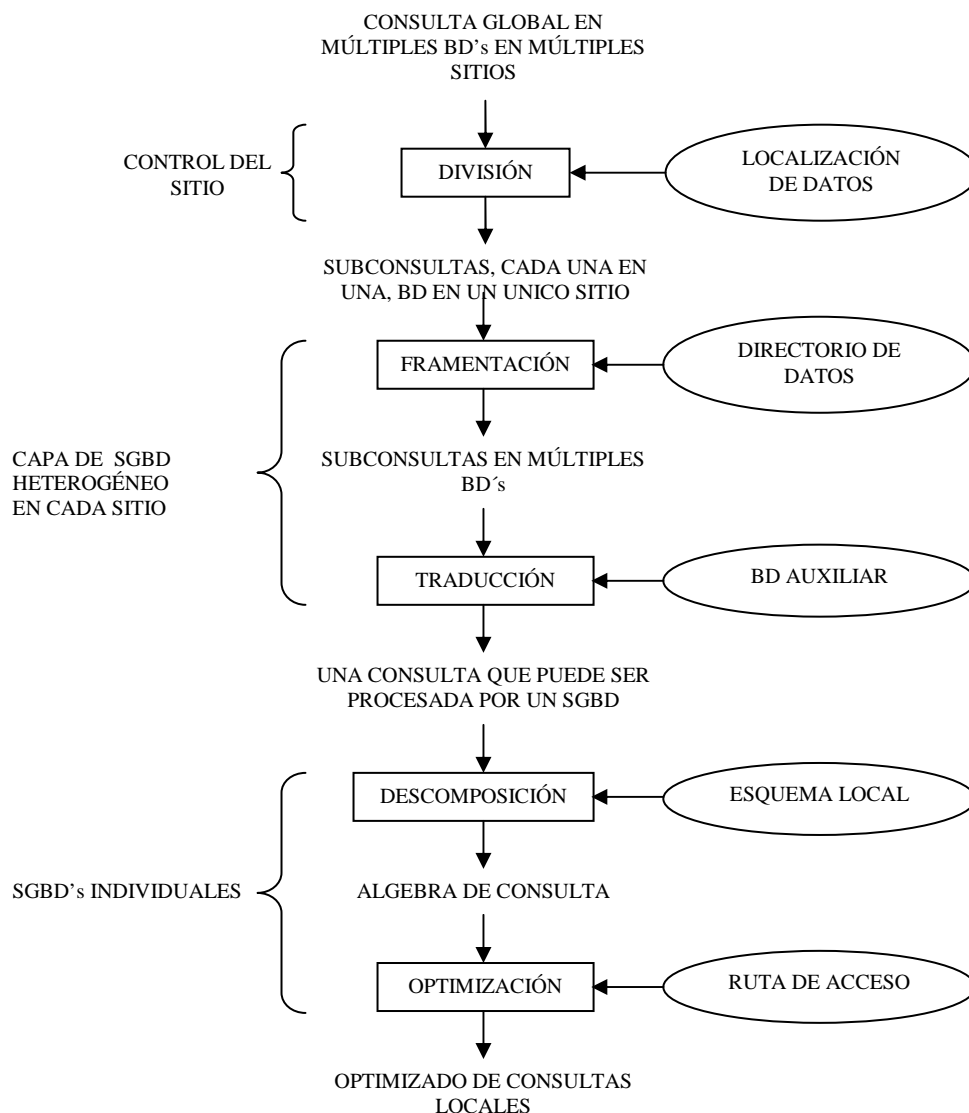 CONSULTA GLOBAL EN
MÚLTIPLES BD’s EN MÚLTIPLES
SITIOS
CONTROL DEL
SITIO
DIVISIÓN
LOCALIZACIÓN
DE DATOS
SUBCONSULTAS, CADA UNA EN
UNA, BD EN UN UNICO SITIO
FRAMENTACIÓN
DIRECTORIO DE
DATOS
CAPA DE SGBD
HETEROGÉNEO
EN CADA SITIO
SUBCONSULTAS EN MÚLTIPLES
BD´s
TRADUCCIÓN
BD AUXILIAR
UNA CONSULTA QUE PUEDE SER
PROCESADA POR UN SGBD
DESCOMPOSICIÓN
ESQUEMA LOCAL
SGBD’s INDIVIDUALES
ALGEBRA DE CONSULTA
OPTIMIZACIÓN
RUTA DE ACCESO
OPTIMIZADO DE CONSULTAS
LOCALES